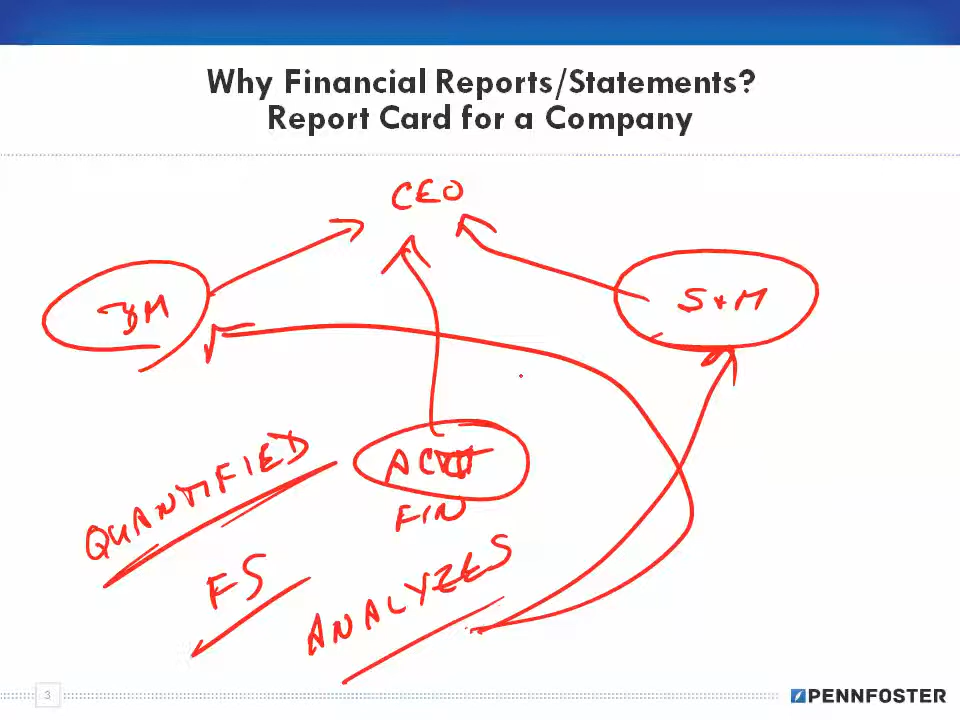 Why Financial Reports/Statements?
Report Card for a Company
CEO
S+M
FIN
QUANTIFIED
FS
ANALYZES
3
PENNFOSTER